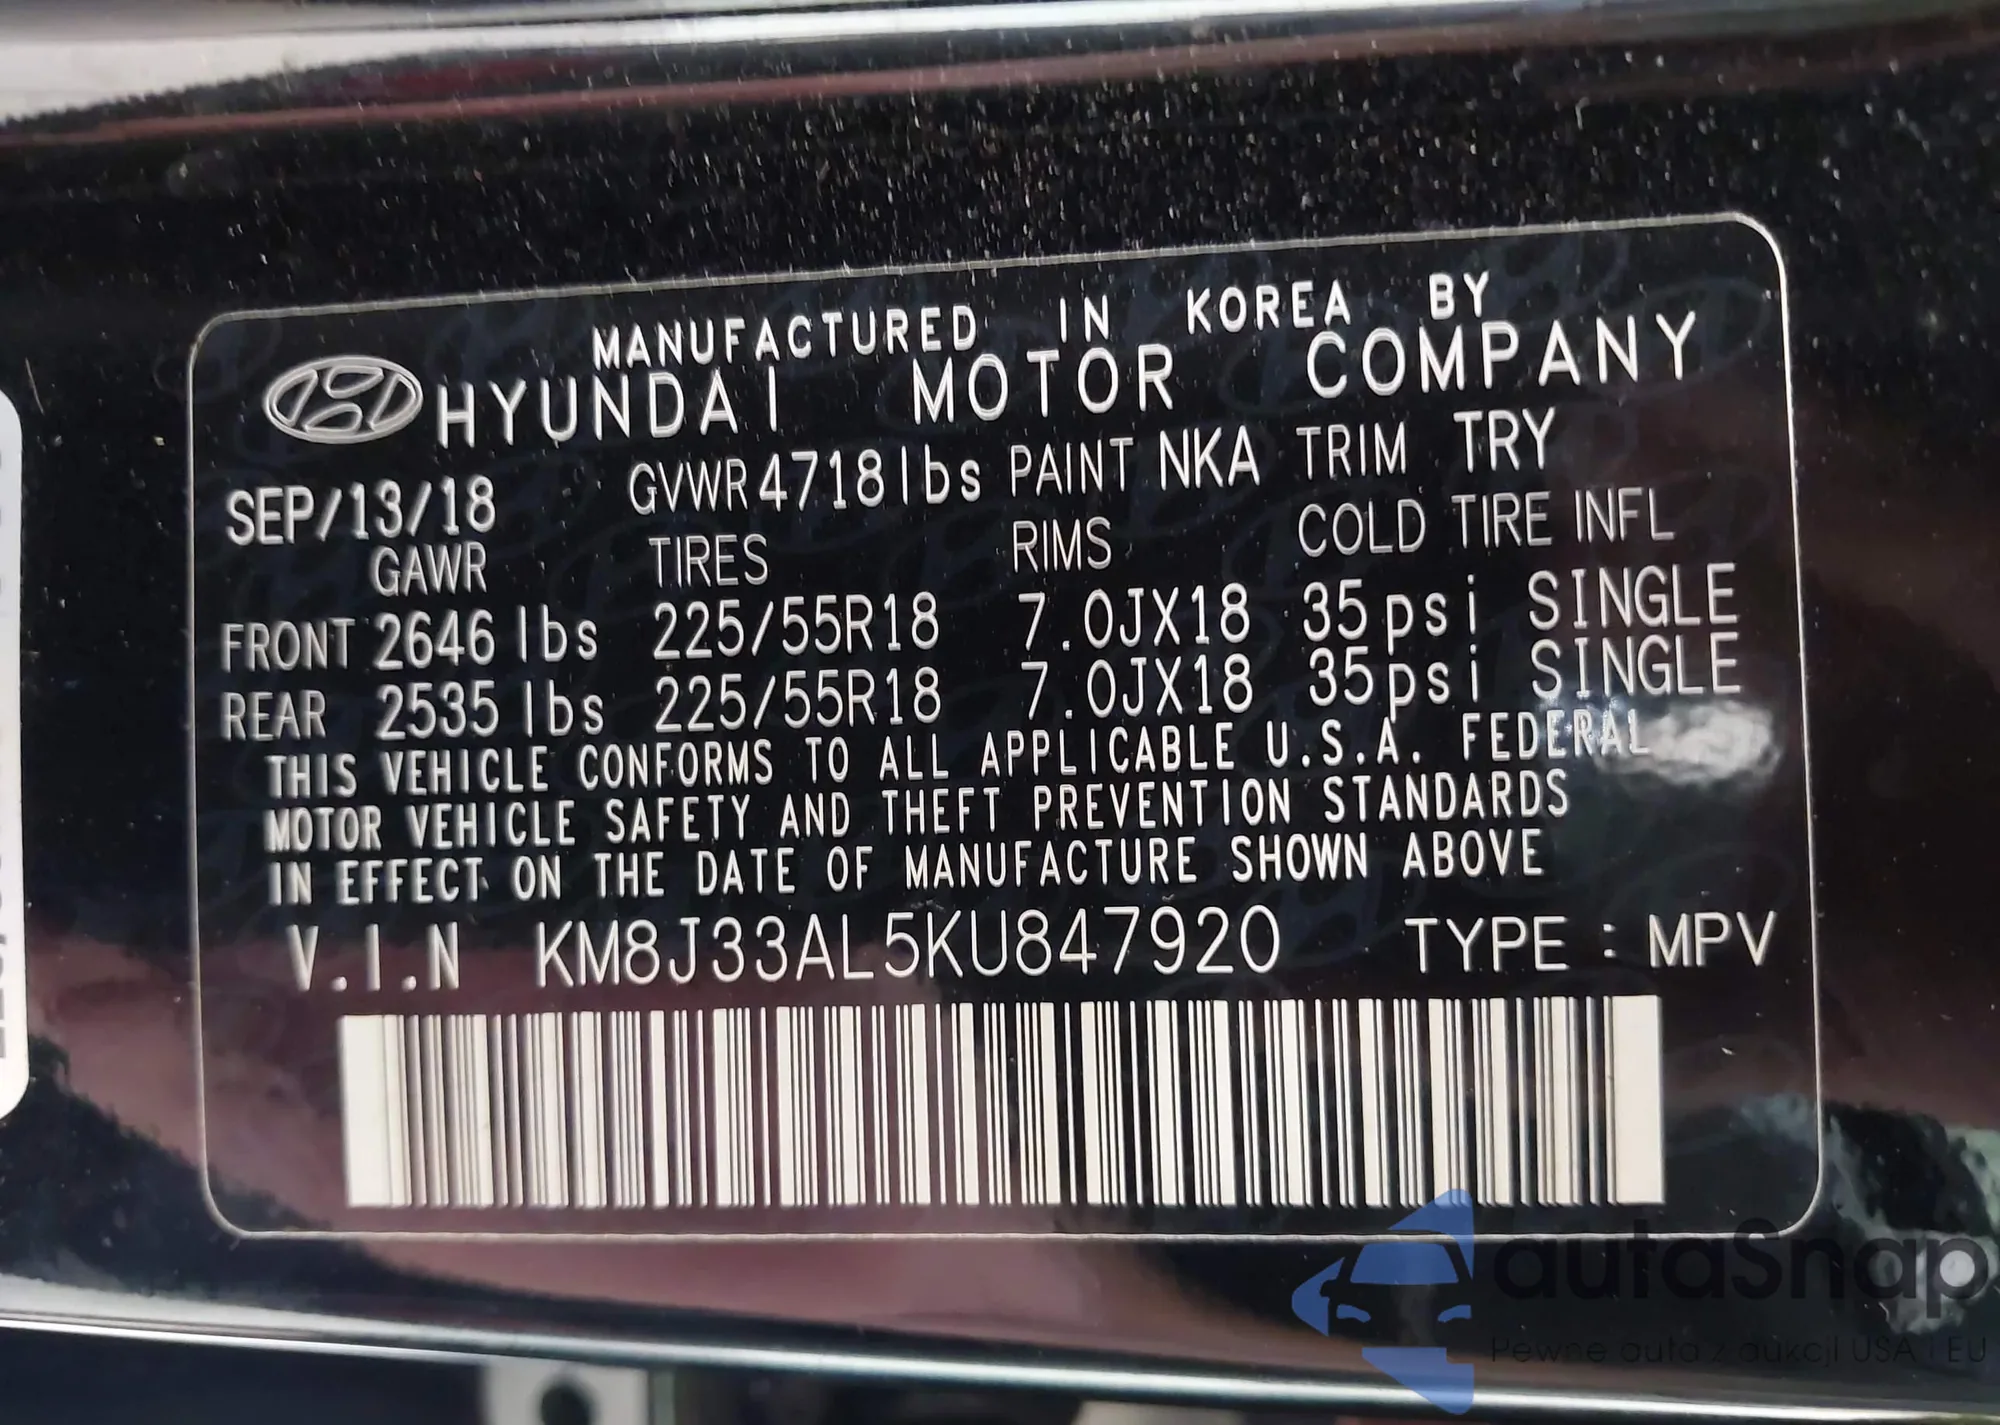 MANUFACTURED IN KOREA BY
HYUNDAI MOTOR COMPANY
SEP/13/18 GVWR 4718lbs PAINT NKA TRIM TRY
GAWR TIRES RIMS COLD TIRE INFL
FRONT 2646 lbs 225/55R18 7.0JX18 35psi SINGLE
REAR 2535 lbs 225/55R18 7.0JX18 35psi SINGLE
THIS VEHICLE CONFORMS TO ALL APPLICABLE U.S.A. FEDERAL
MOTOR VEHICLE SAFETY AND THEFT PREVENTION STANDARDS
IN EFFECT ON THE DATE OF MANUFACTURE SHOWN ABOVE
V.I.N KM8J33AL5KU847920 TYPE : MPV
autaSnap
Pewne auta z aukcji USA i EU